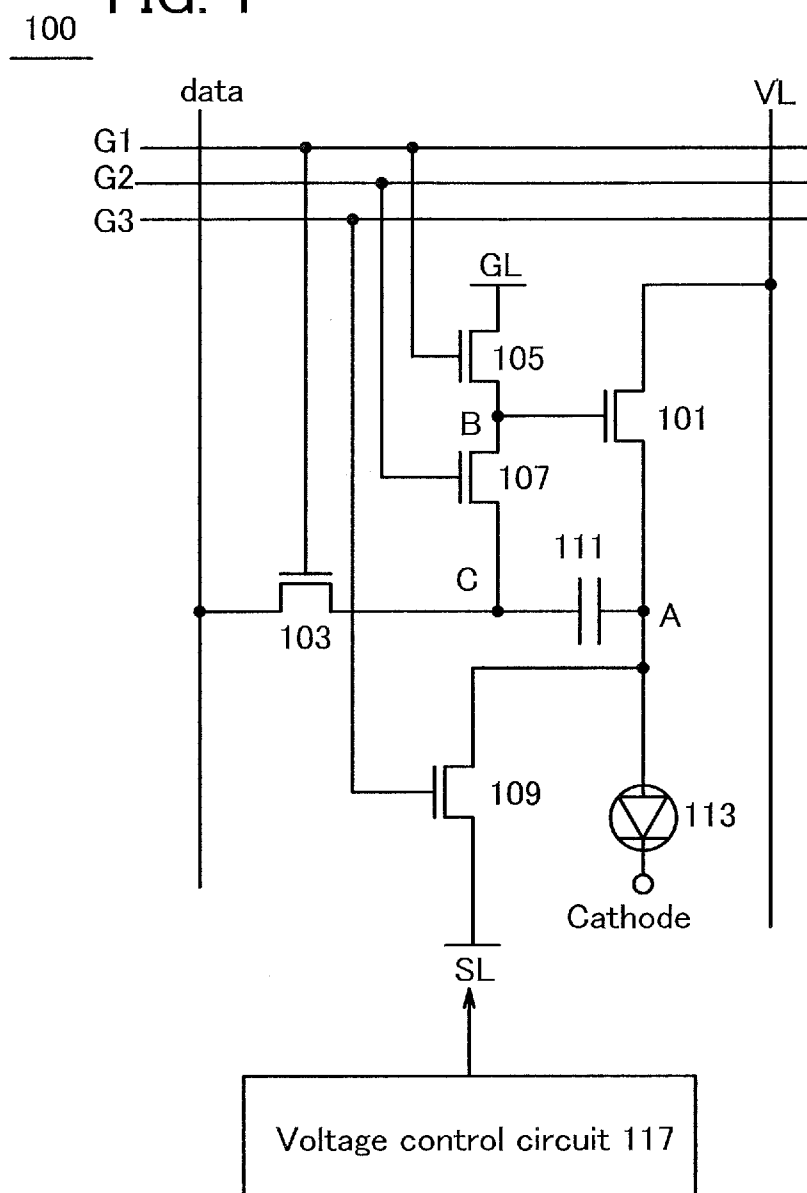 FIG. 1
100
data
VL
G1
G2
G3
GL
105
B
101
107
111
C
A
103
109
113
Cathode
SL
Voltage control circuit 117